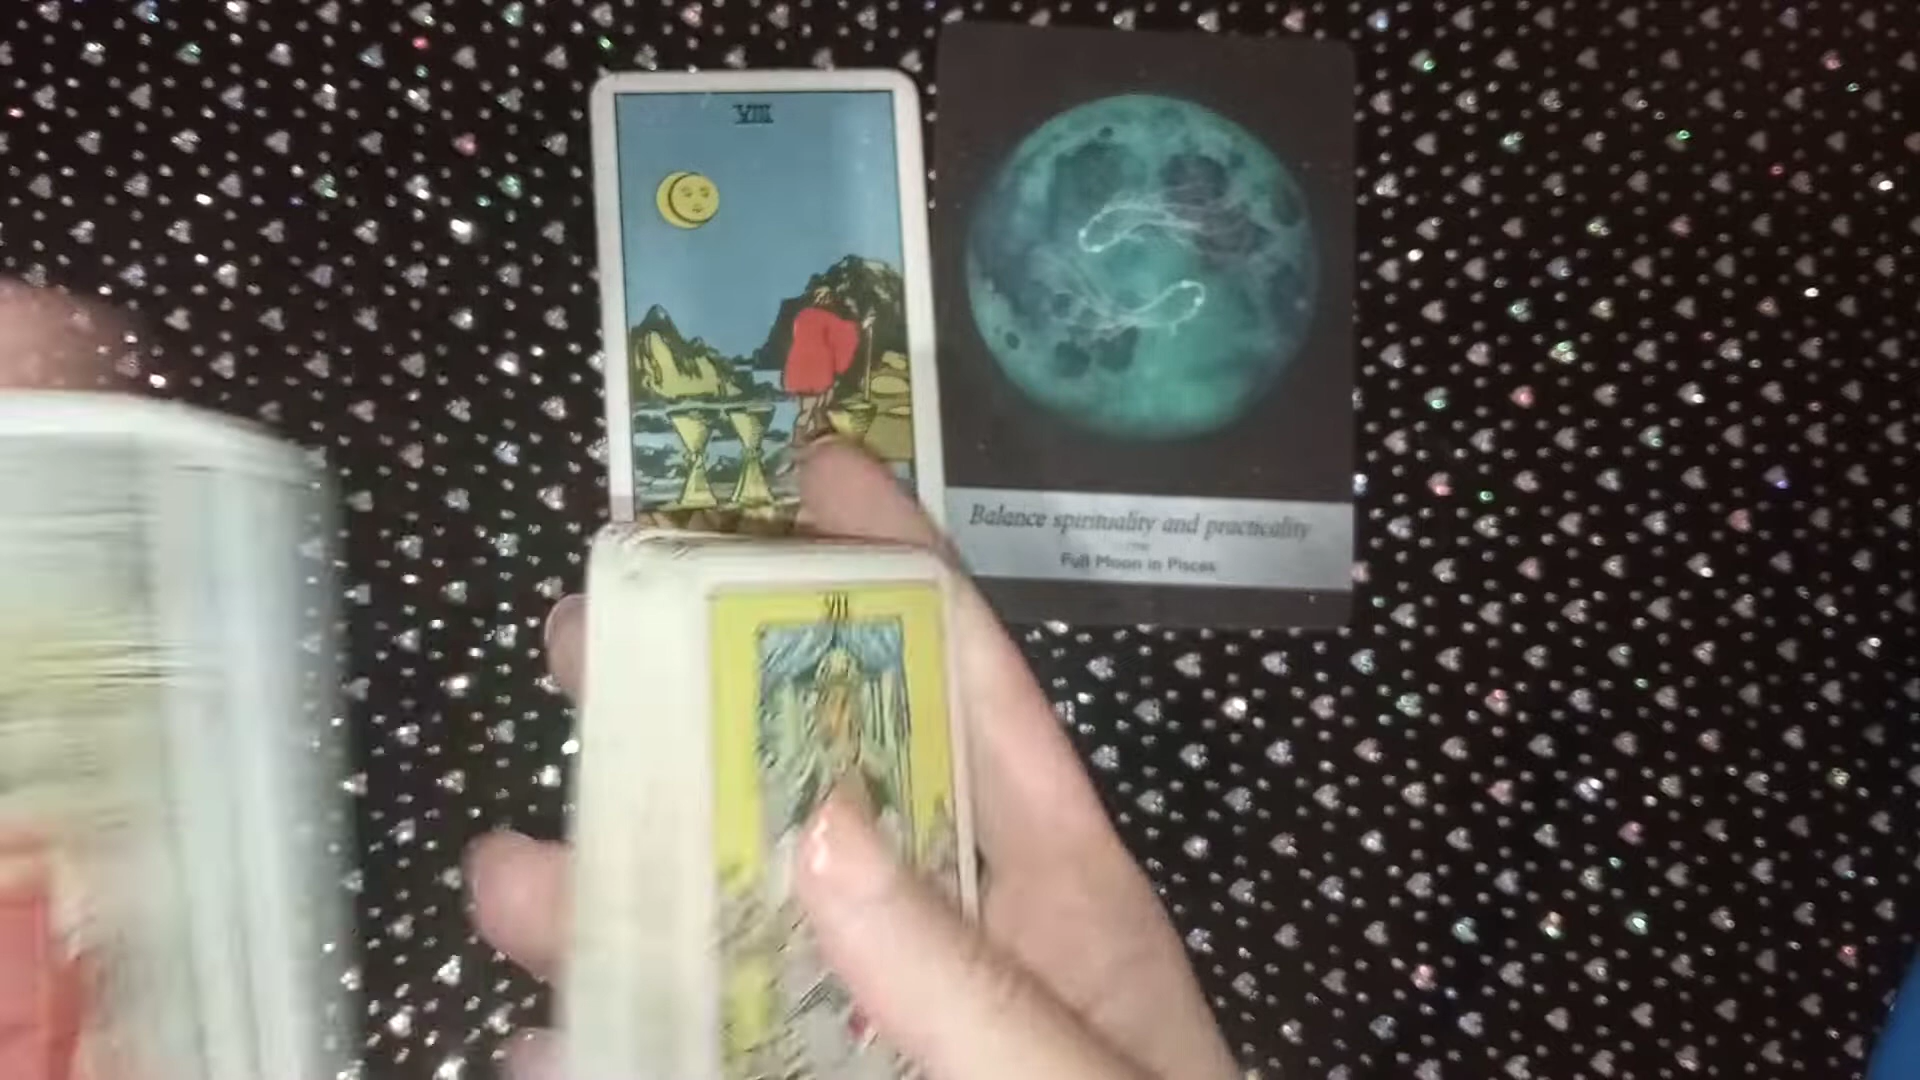 VIII
Balance spirituality and practicality
Full Moon in Pisces
VII